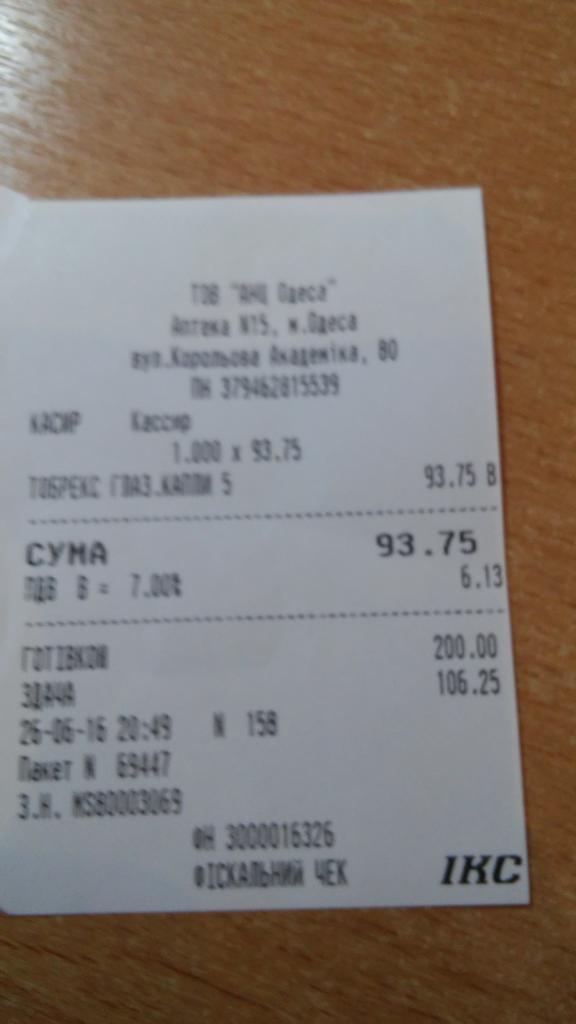 ТОВ "АНЦ Одеса"
Аптека N15, м.Одеса
вул.Корольова Академіка, 80
ПН 379462815539
КАСИР Кассир
1.000 x 93.75
ТОБРЕКС ГЛАЗ.КАПЛИ 5 93.75 В
СУМА 93.75
ПДВ В = 7.00% 6.13
ГОТІВКОЮ 200.00
ЗДАЧА 106.25
26-06-16 20:49 N 158
Пакет N 69447
З.Н. MS80003069
ФН 3000016326
ФІСКАЛЬНИЙ ЧЕК ІКС